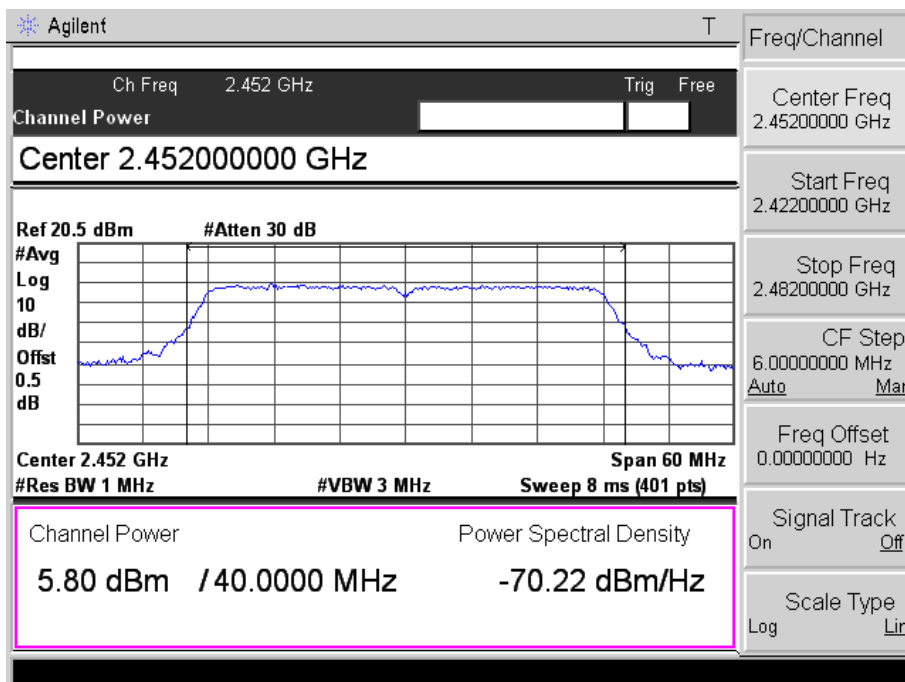 Agilent T
Ch Freq 2.452 GHz Trig Free
Channel Power
Center 2.452000000 GHz
Ref 20.5 dBm #Atten 30 dB
#Avg
Log
10
dB/
Offst
0.5
dB
Center 2.452 GHz Span 60 MHz
#Res BW 1 MHz #VBW 3 MHz Sweep 8 ms (401 pts)
Channel Power Power Spectral Density
5.80 dBm / 40.0000 MHz -70.22 dBm/Hz
Freq/Channel
Center Freq
2.45200000 GHz
Start Freq
2.42200000 GHz
Stop Freq
2.48200000 GHz
CF Step
6.00000000 MHz
Auto Man
Freq Offset
0.00000000 Hz
Signal Track
On Off
Scale Type
Log Lin